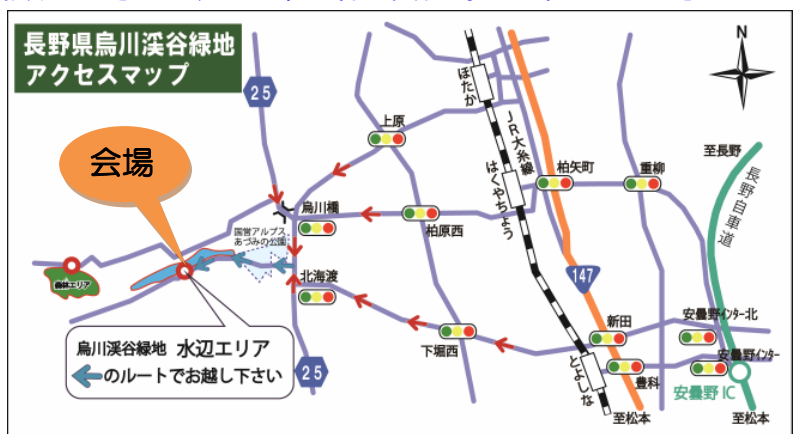 長野県烏川渓谷緑地
アクセスマップ
N
25
ほたか
上原
JR大糸線
至長野
会場
はくやちょう
柏矢町
重柳
長野自車道
烏川橋
柏原西
国営アルプス
あづみの公園
森林エリア
北海渡
147
新田
安曇野インター北
烏川渓谷緑地 水辺エリア
のルートでお越し下さい
下堀西
とよしな
安曇野インター
25
豊科
安曇野IC
至松本
至松本